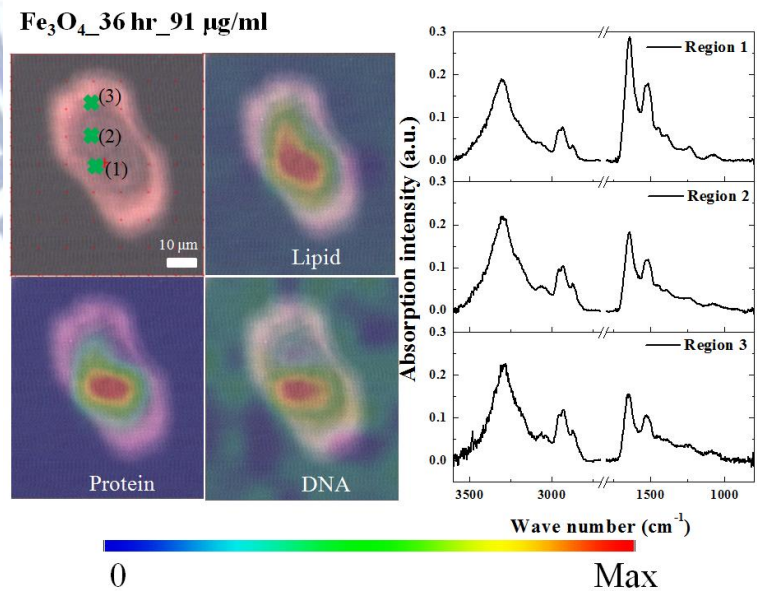 Fe₃O₄_36 hr_91 μg/ml
(3)
(2)
(1)
10 μm
Lipid
Protein
DNA
Absorption intensity (a.u.)
0.3
0.2
0.1
0.0
Region 1
0.3
0.2
0.1
0.0
Region 2
0.3
0.2
0.1
0.0
Region 3
3500 3000 1500 1000
Wave number (cm⁻¹)
0 Max